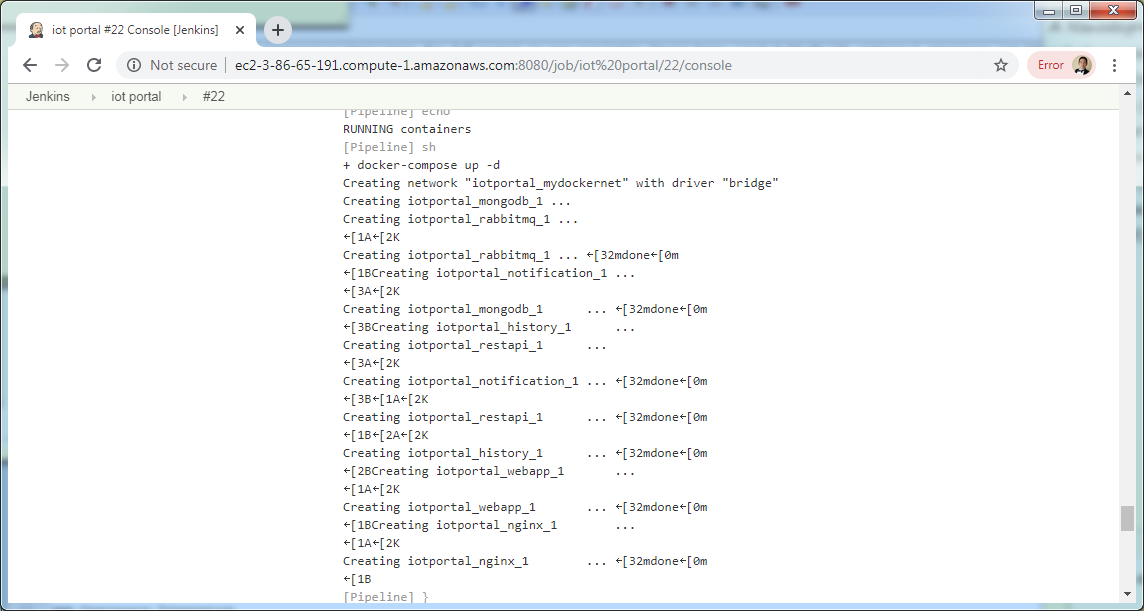 iot portal #22 Console [Jenkins]
Not secure | ec2-3-86-65-191.compute-1.amazonaws.com:8080/job/iot%20portal/22/console
Error
Jenkins iot portal #22
[Pipeline] echo
RUNNING containers
[Pipeline] sh
+ docker-compose up -d
Creating network "iotportal_mydockernet" with driver "bridge"
Creating iotportal_mongodb_1 ...
Creating iotportal_rabbitmq_1 ...
←[1A←[2K
Creating iotportal_rabbitmq_1 ... ←[32mdone←[0m
←[1BCreating iotportal_notification_1 ...
←[3A←[2K
Creating iotportal_mongodb_1      ... ←[32mdone←[0m
←[3BCreating iotportal_history_1      ...
Creating iotportal_restapi_1      ...
←[3A←[2K
Creating iotportal_notification_1 ... ←[32mdone←[0m
←[3B←[1A←[2K
Creating iotportal_restapi_1      ... ←[32mdone←[0m
←[1B←[2A←[2K
Creating iotportal_history_1      ... ←[32mdone←[0m
←[2BCreating iotportal_webapp_1       ...
←[1A←[2K
Creating iotportal_webapp_1       ... ←[32mdone←[0m
←[1BCreating iotportal_nginx_1        ...
←[1A←[2K
Creating iotportal_nginx_1        ... ←[32mdone←[0m
←[1B
[Pipeline] }